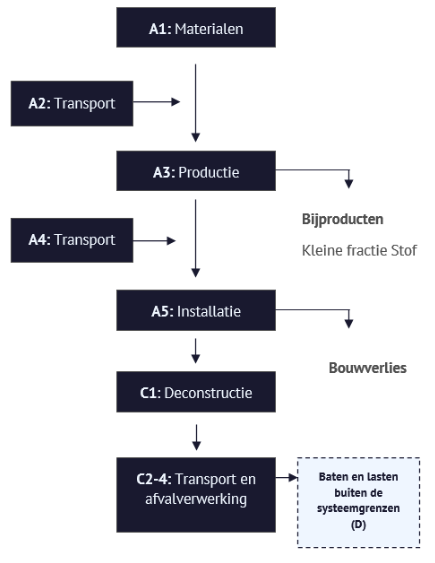 A1: Materialen
A2: Transport
A3: Productie
Bijproducten
Kleine fractie Stof
A4: Transport
A5: Installatie
Bouwverlies
C1: Deconstructie
C2-4: Transport en
afvalverwerking
Baten en lasten
buiten de
systeemgrenzen
(D)